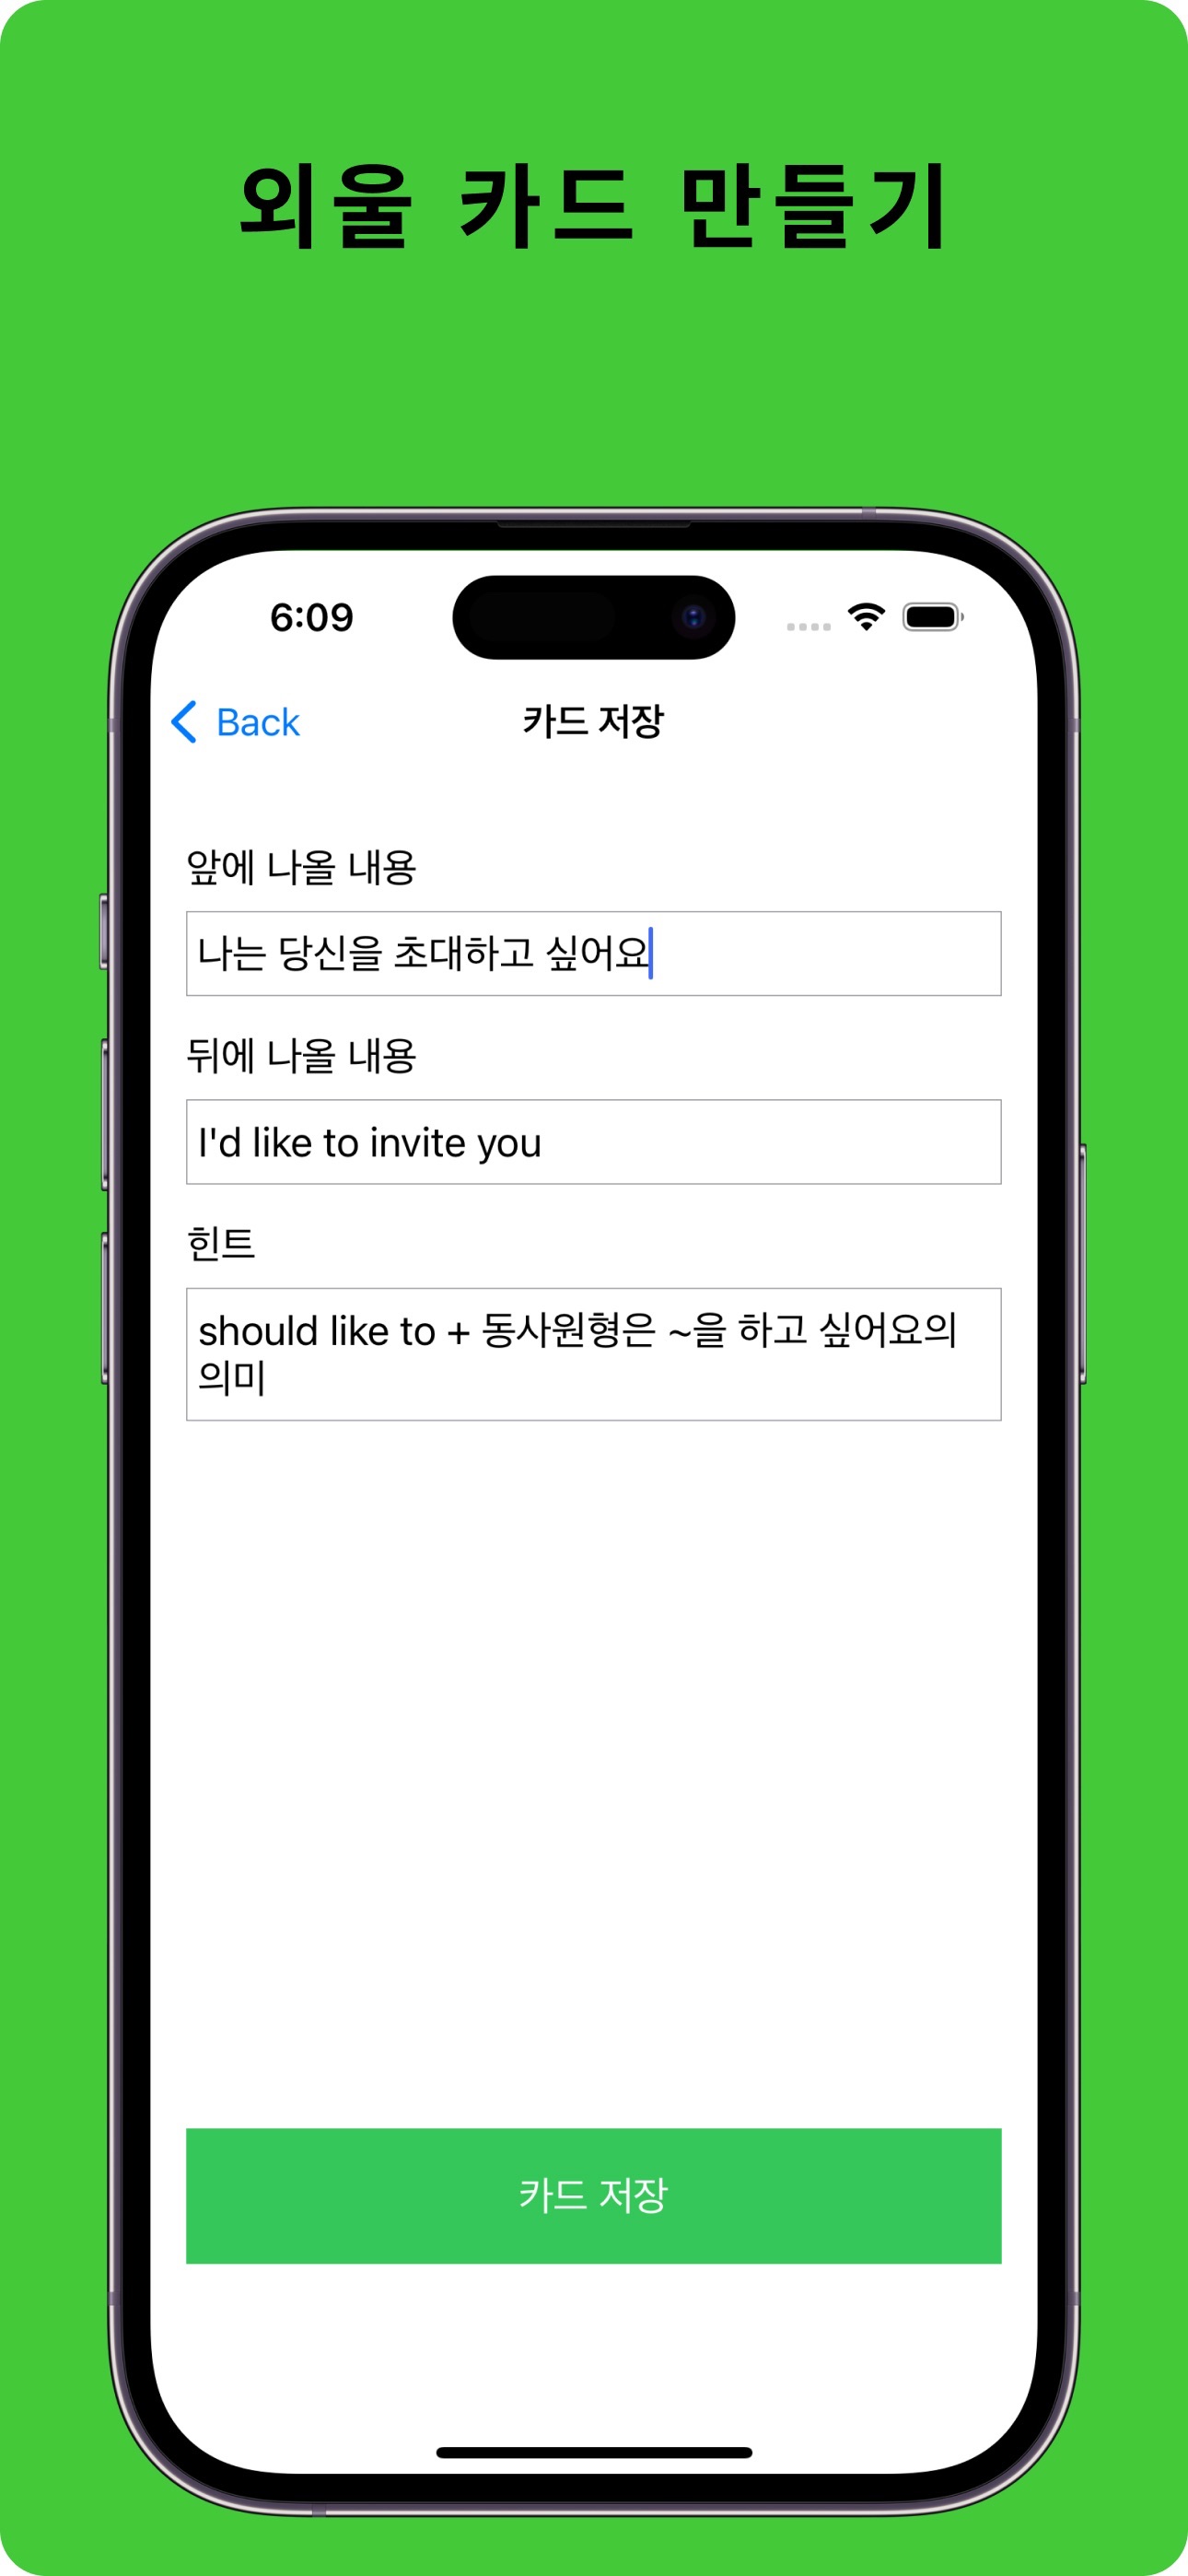 외울 카드 만들기
6:09
Back
카드 저장
앞에 나올 내용
나는 당신을 초대하고 싶어요
뒤에 나올 내용
I'd like to invite you
힌트
should like to + 동사원형은 ~을 하고 싶어요의
의미
카드 저장